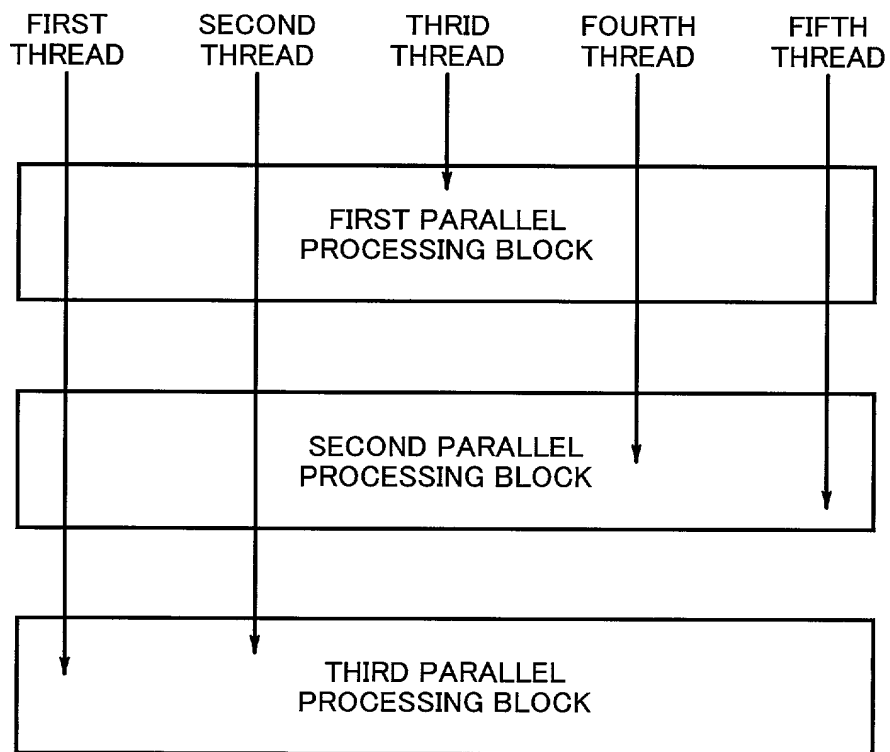 FIRST
THREAD
SECOND
THREAD
THRID
THREAD
FOURTH
THREAD
FIFTH
THREAD
FIRST PARALLEL
PROCESSING BLOCK
SECOND PARALLEL
PROCESSING BLOCK
THIRD PARALLEL
PROCESSING BLOCK